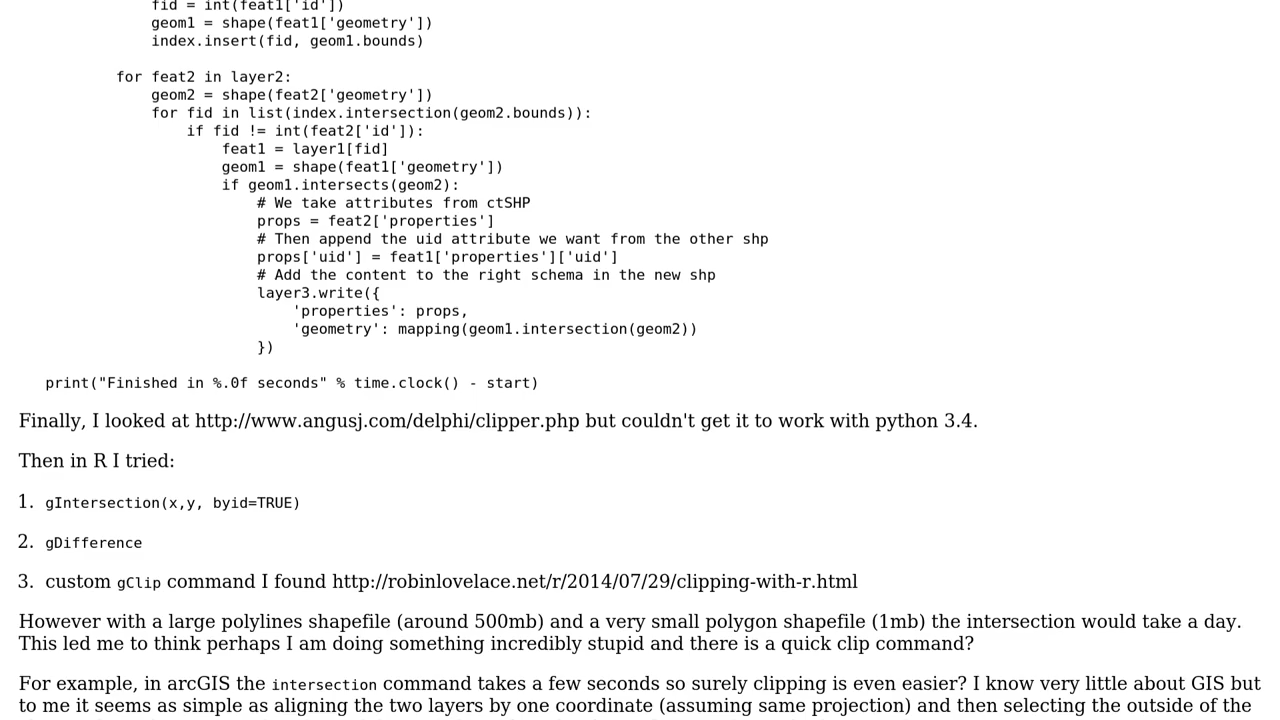 fid = int(feat1['id'])
geom1 = shape(feat1['geometry'])
index.insert(fid, geom1.bounds)
for feat2 in layer2:
geom2 = shape(feat2['geometry'])
for fid in list(index.intersection(geom2.bounds)):
if fid != int(feat2['id']):
feat1 = layer1[fid]
geom1 = shape(feat1['geometry'])
if geom1.intersects(geom2):
# We take attributes from ctSHP
props = feat2['properties']
# Then append the uid attribute we want from the other shp
props['uid'] = feat1['properties']['uid']
# Add the content to the right schema in the new shp
layer3.write({
'properties': props,
'geometry': mapping(geom1.intersection(geom2))
})
print("Finished in %.0f seconds" % time.clock() - start)
Finally, I looked at http://www.angusj.com/delphi/clipper.php but couldn't get it to work with python 3.4.
Then in R I tried:
1. gIntersection(x,y, byid=TRUE)
2. gDifference
3. custom gClip command I found http://robinlovelace.net/r/2014/07/29/clipping-with-r.html
However with a large polylines shapefile (around 500mb) and a very small polygon shapefile (1mb) the intersection would take a day.
This led me to think perhaps I am doing something incredibly stupid and there is a quick clip command?
For example, in arcGIS the intersection command takes a few seconds so surely clipping is even easier? I know very little about GIS but
to me it seems as simple as aligning the two layers by one coordinate (assuming same projection) and then selecting the outside of the